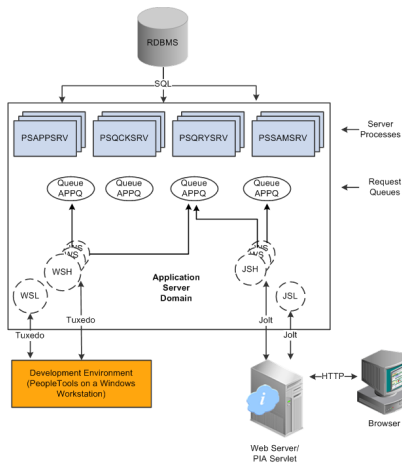 RDBMS
SQL
PSAPPSRV
PSQCKSRV
PSQRYSRV
PSSAMSRV
Server
Processes
Queue
APPQ
Queue
APPQ
Queue
APPQ
Queue
APPQ
Request
Queues
WS
WSH
JSH
WSL
JSL
Application
Server
Domain
Tuxedo
Jolt
Tuxedo
Jolt
Development Environment
(PeopleTools on a Windows
Workstation)
HTTP
Browser
Web Server/
PIA Servlet